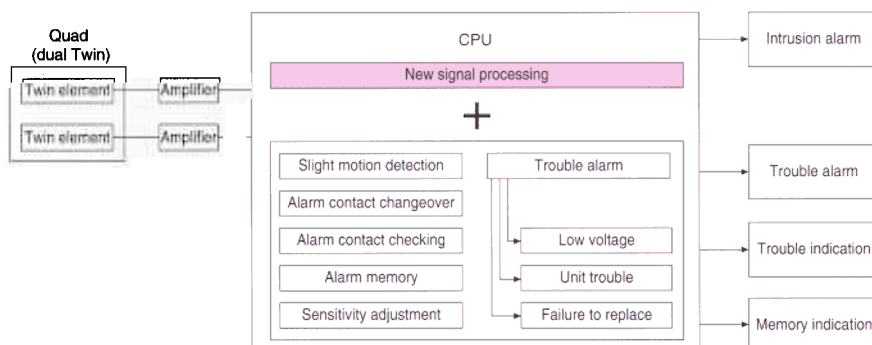 Quad
(dual Twin)
Twin element
Amplifier
Twin element
Amplifier
CPU
New signal processing
+
Slight motion detection
Alarm contact changeover
Alarm contact checking
Alarm memory
Sensitivity adjustment
Trouble alarm
Low voltage
Unit trouble
Failure to replace
Intrusion alarm
Trouble alarm
Trouble indication
Memory indication